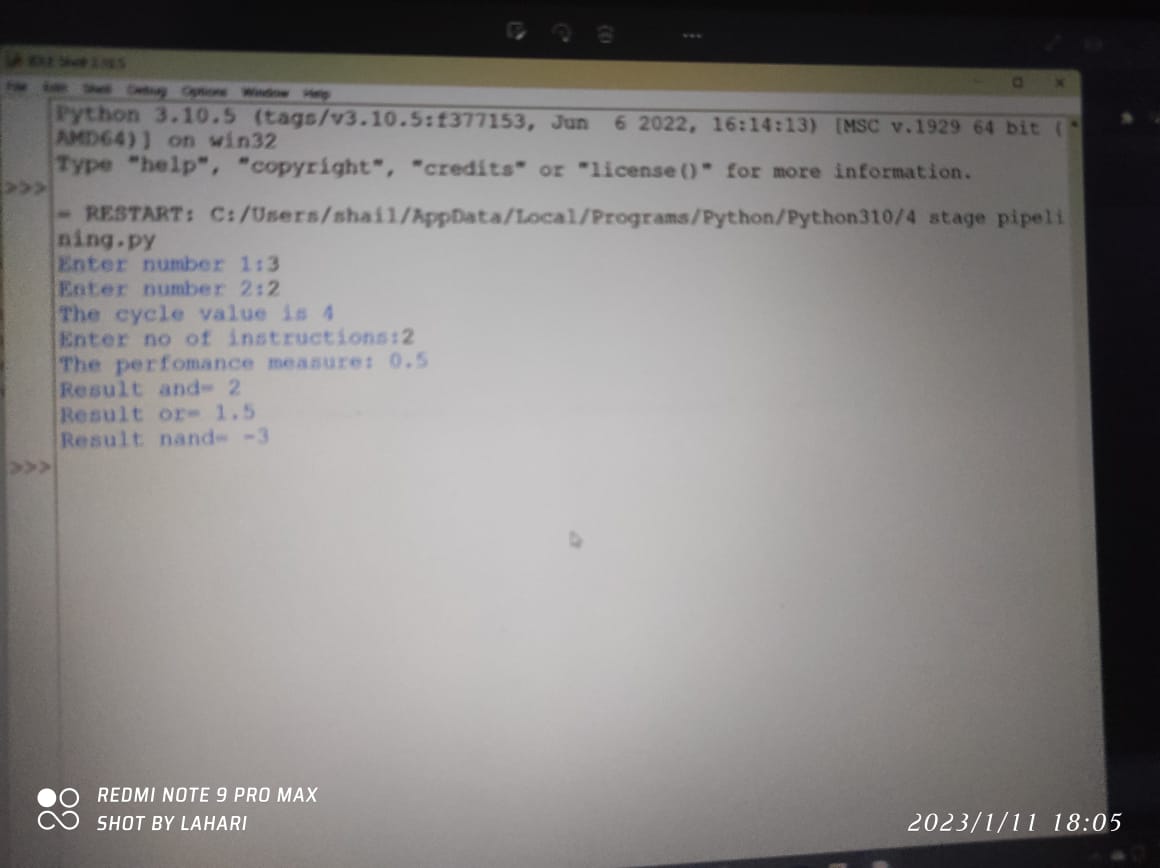 IDLE Shell 3.10.5
File Edit Shell Debug Options Window Help
Python 3.10.5 (tags/v3.10.5:f377153, Jun  6 2022, 16:14:13) [MSC v.1929 64 bit (
AMD64)] on win32
Type "help", "copyright", "credits" or "license()" for more information.
>>>
= RESTART: C:/Users/shail/AppData/Local/Programs/Python/Python310/4 stage pipeli
ning.py
Enter number 1:3
Enter number 2:2
The cycle value is 4
Enter no of instructions:2
The perfomance measure: 0.5
Result and= 2
Result or= 1.5
Result nand= -3
>>>
REDMI NOTE 9 PRO MAX
SHOT BY LAHARI
2023/1/11 18:05